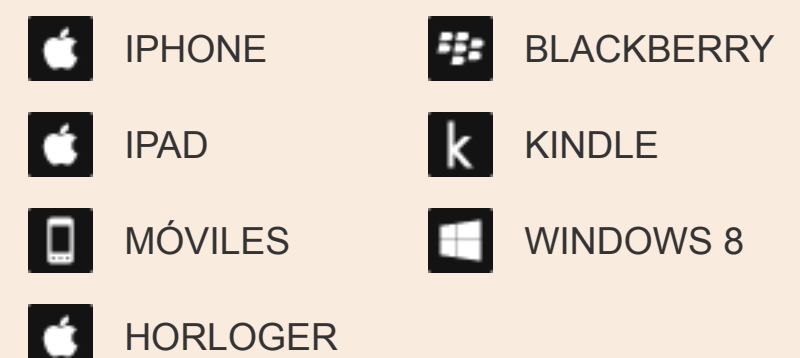 IPHONE
IPAD
MÓVILES
HORLOGER
BLACKBERRY
k
KINDLE
WINDOWS 8